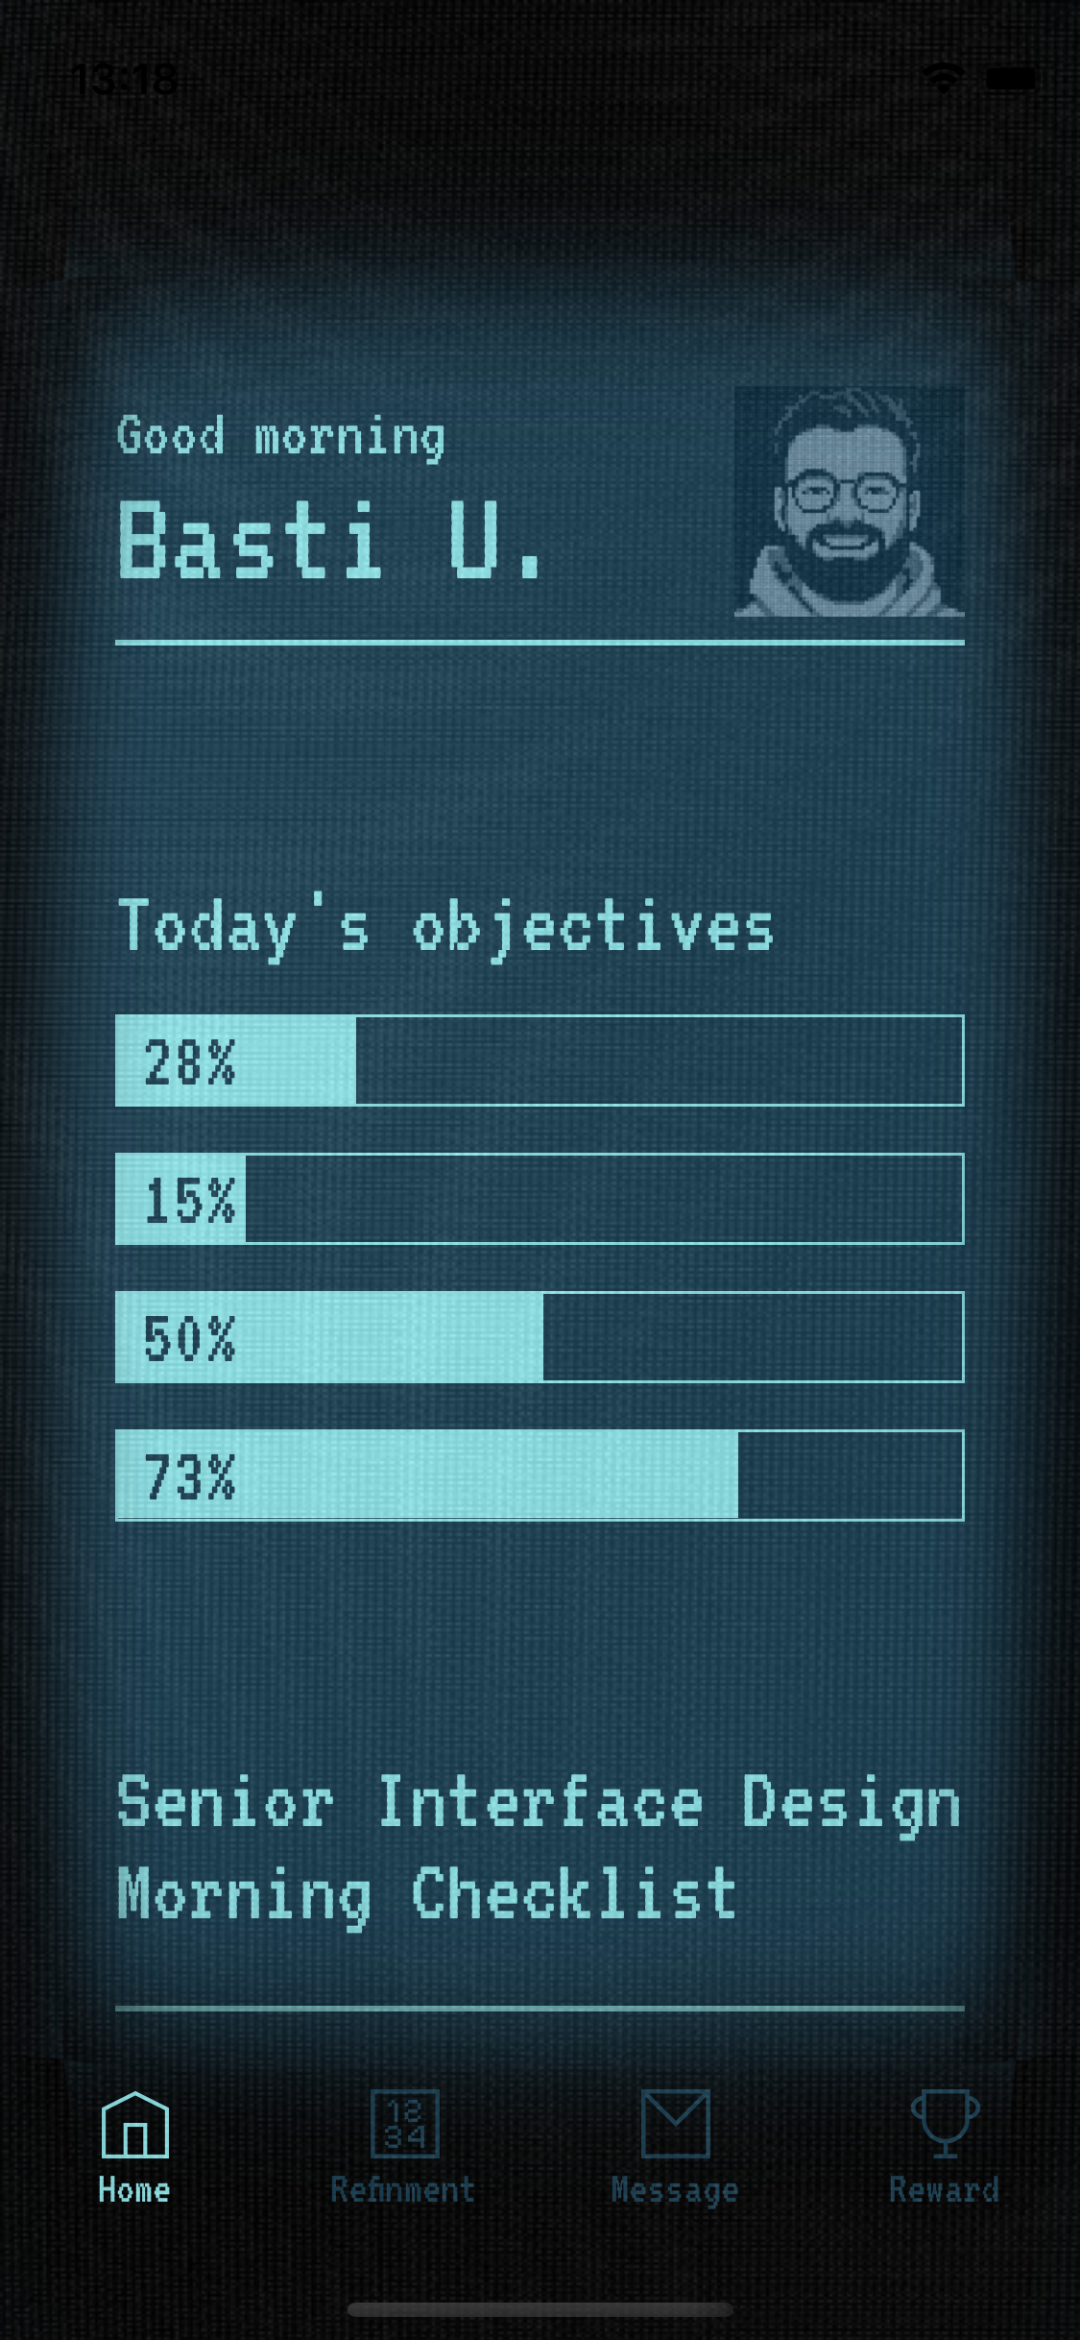 13:18
Good morning
Basti U.
Today's objectives
28%
15%
50%
73%
Senior Interface Design
Morning Checklist
12
34
Home
Refinment
Message
Reward